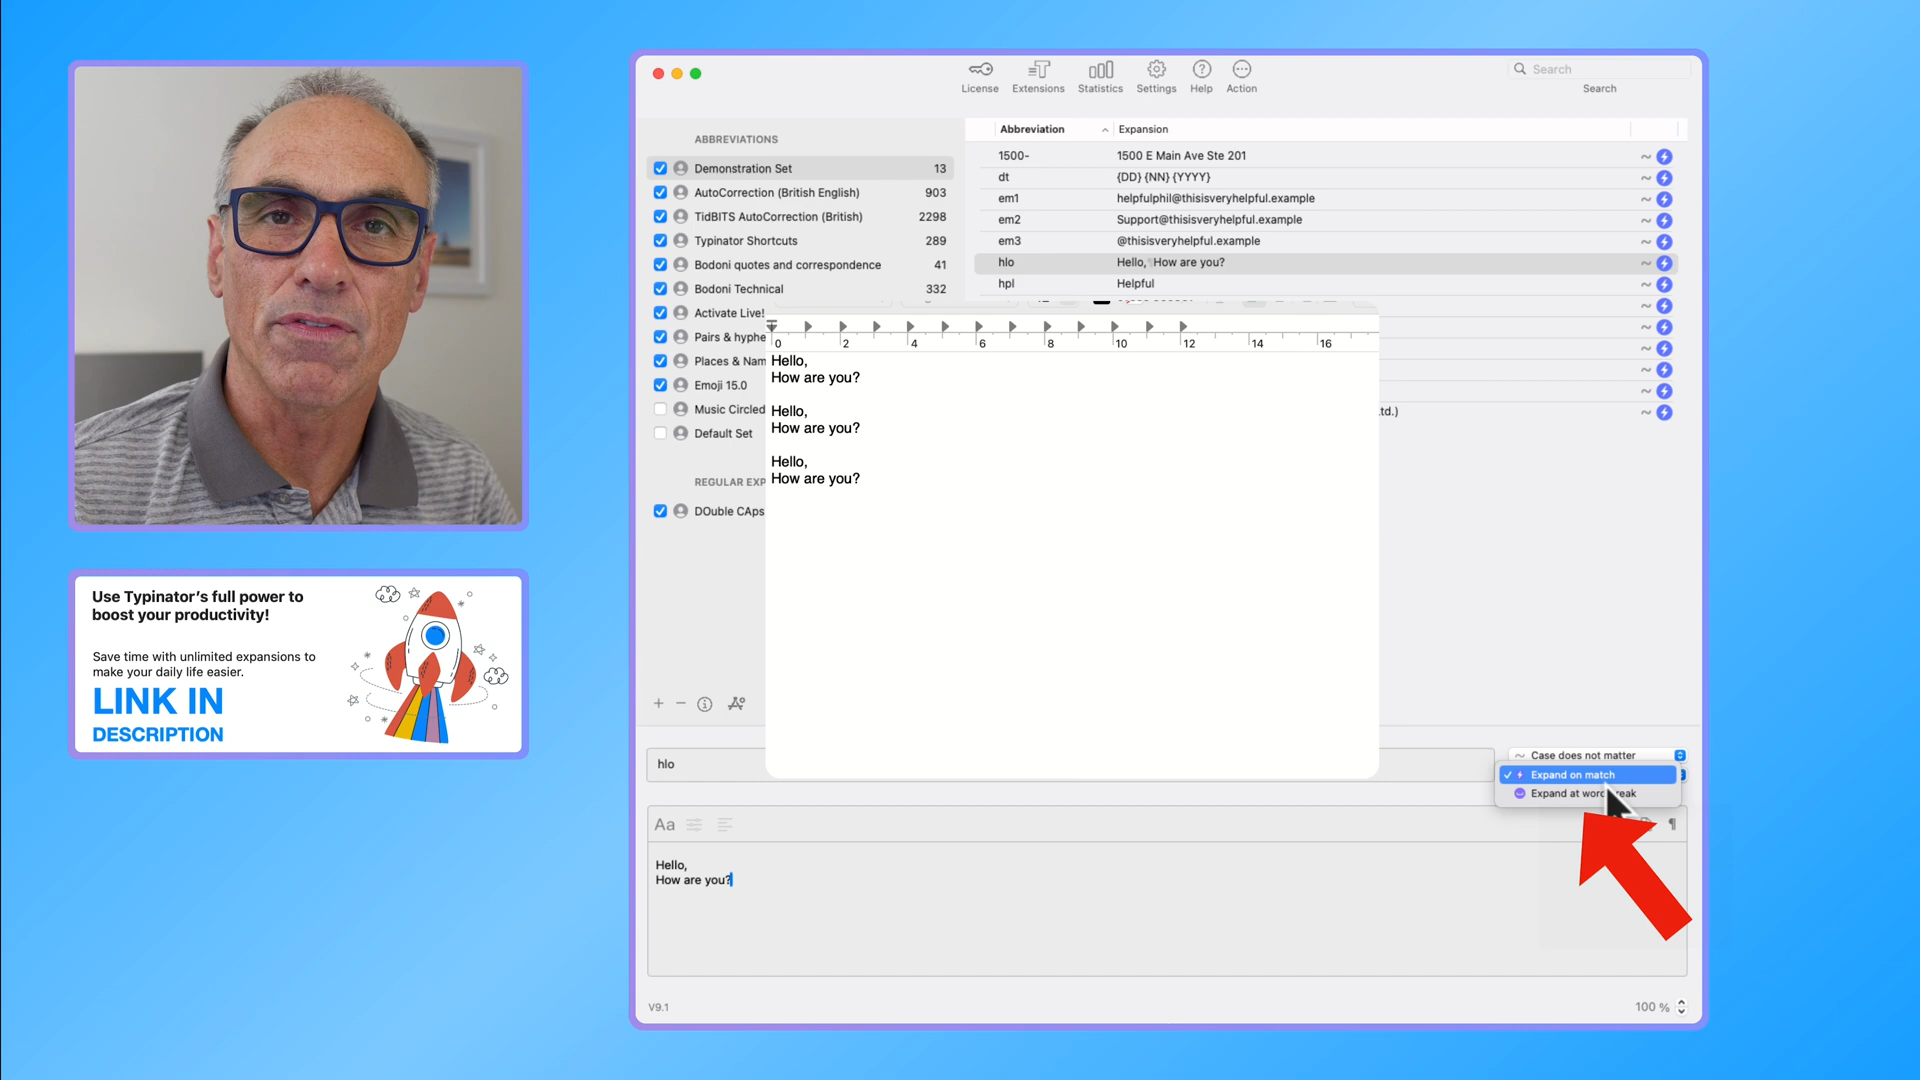 Use Typinator's full power to
boost your productivity!
Save time with unlimited expansions to
make your daily life easier.
LINK IN
DESCRIPTION
License
Extensions
Statistics
Settings
Help
Action
Search
Search
ABBREVIATIONS
Demonstration Set 13
AutoCorrection (British English) 903
TidBITS AutoCorrection (British) 2298
Typinator Shortcuts 289
Bodoni quotes and correspondence 41
Bodoni Technical 332
Activate Live!
Pairs & hyphe
Places & Nam
Emoji 15.0
Music Circled
Default Set
REGULAR EXP
DOuble CAps
Abbreviation Expansion
1500- 1500 E Main Ave Ste 201
dt {DD} {NN} {YYYY}
em1 helpfulphil@thisisveryhelpful.example
em2 Support@thisisveryhelpful.example
em3 @thisisveryhelpful.example
hlo Hello,¶How are you?
hpl Helpful
td.)
0 2 4 6 8 10 12 14 16
Hello,
How are you?
Hello,
How are you?
Hello,
How are you?
hlo
Case does not matter
Expand on match
Expand at word
Aa
¶
Hello,
How are you?
V9.1
100 %